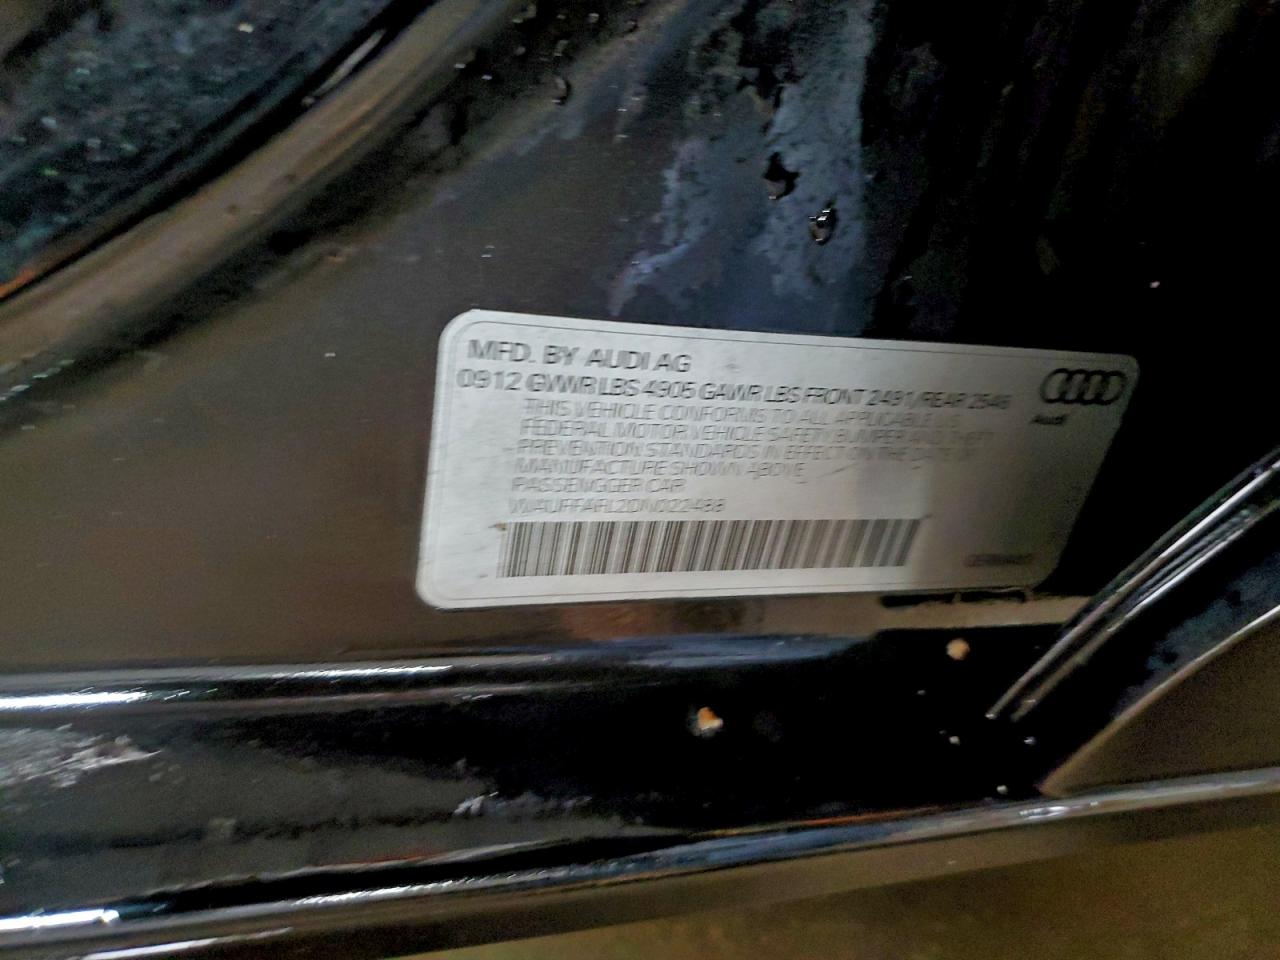 MFD. BY AUDI AG
0912 GVWR LBS 4905 GAWR LBS FRONT 2491/REAR 2546
Audi
THIS VEHICLE CONFORMS TO ALL APPLICABLE U.S.
FEDERAL MOTOR VEHICLE SAFETY, BUMPER AND THEFT
PREVENTION STANDARDS IN EFFECT ON THE DATE OF
MANUFACTURE SHOWN ABOVE
PASSENGGER CAR